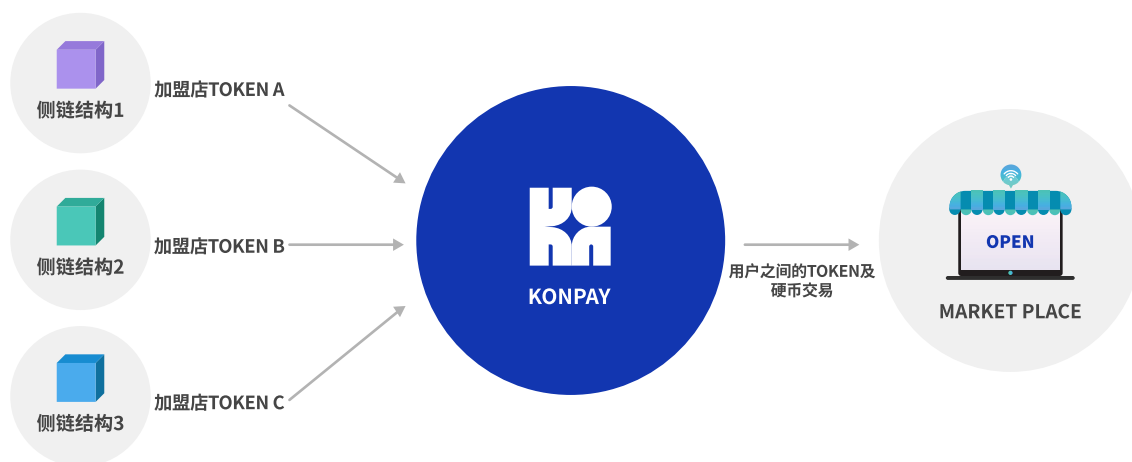 侧链结构1
加盟店TOKEN A
侧链结构2
加盟店TOKEN B
侧链结构3
加盟店TOKEN C
KONPAY
用户之间的TOKEN及
硬币交易
OPEN
MARKET PLACE